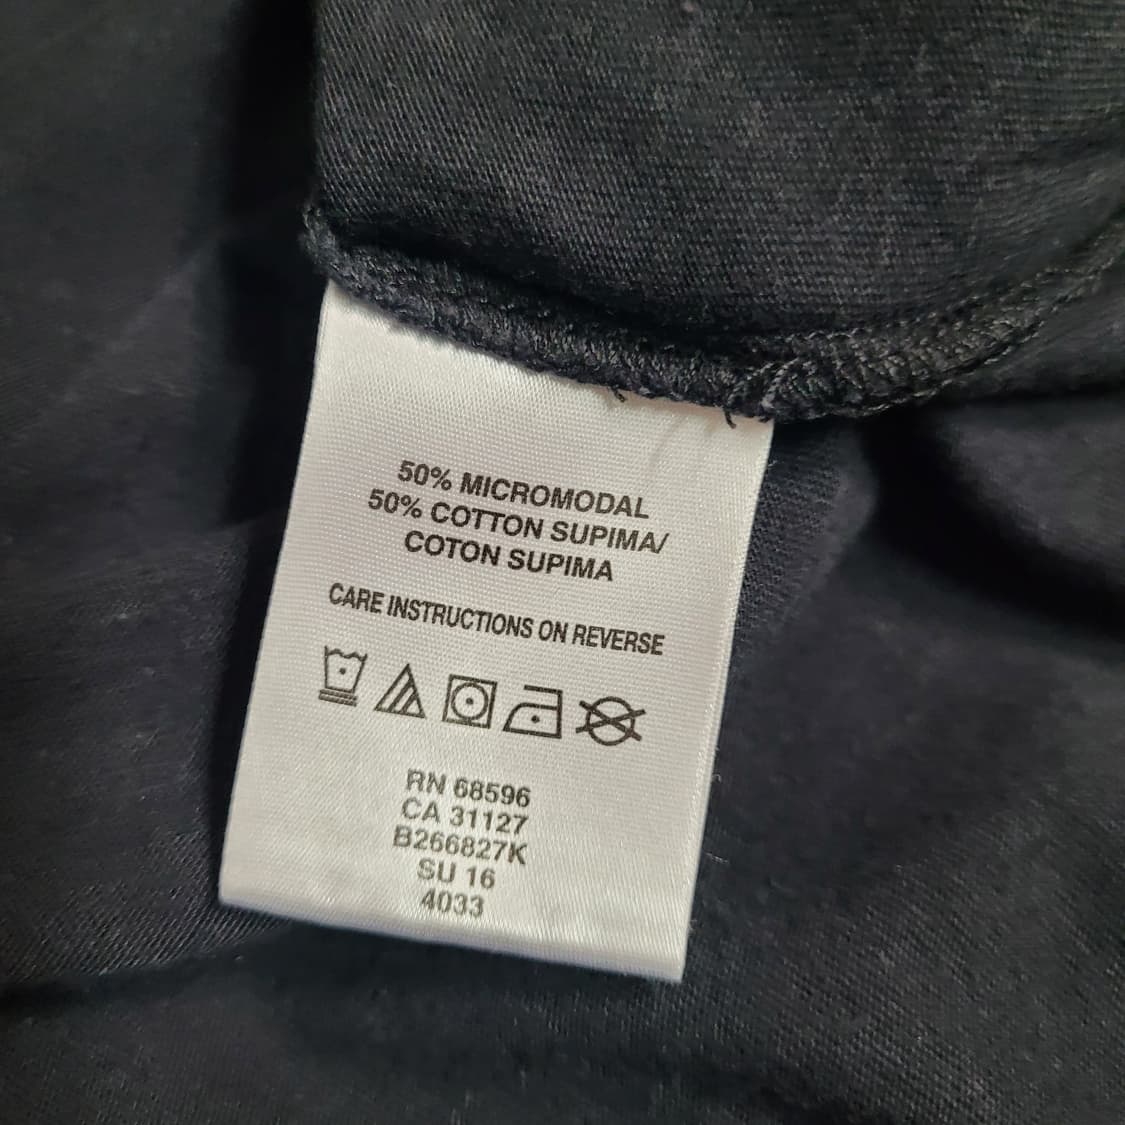 50% MICROMODAL
50% COTTON SUPIMA/
COTON SUPIMA
CARE INSTRUCTIONS ON REVERSE
RN 68596
CA 31127
B266827K
SU 16
4033